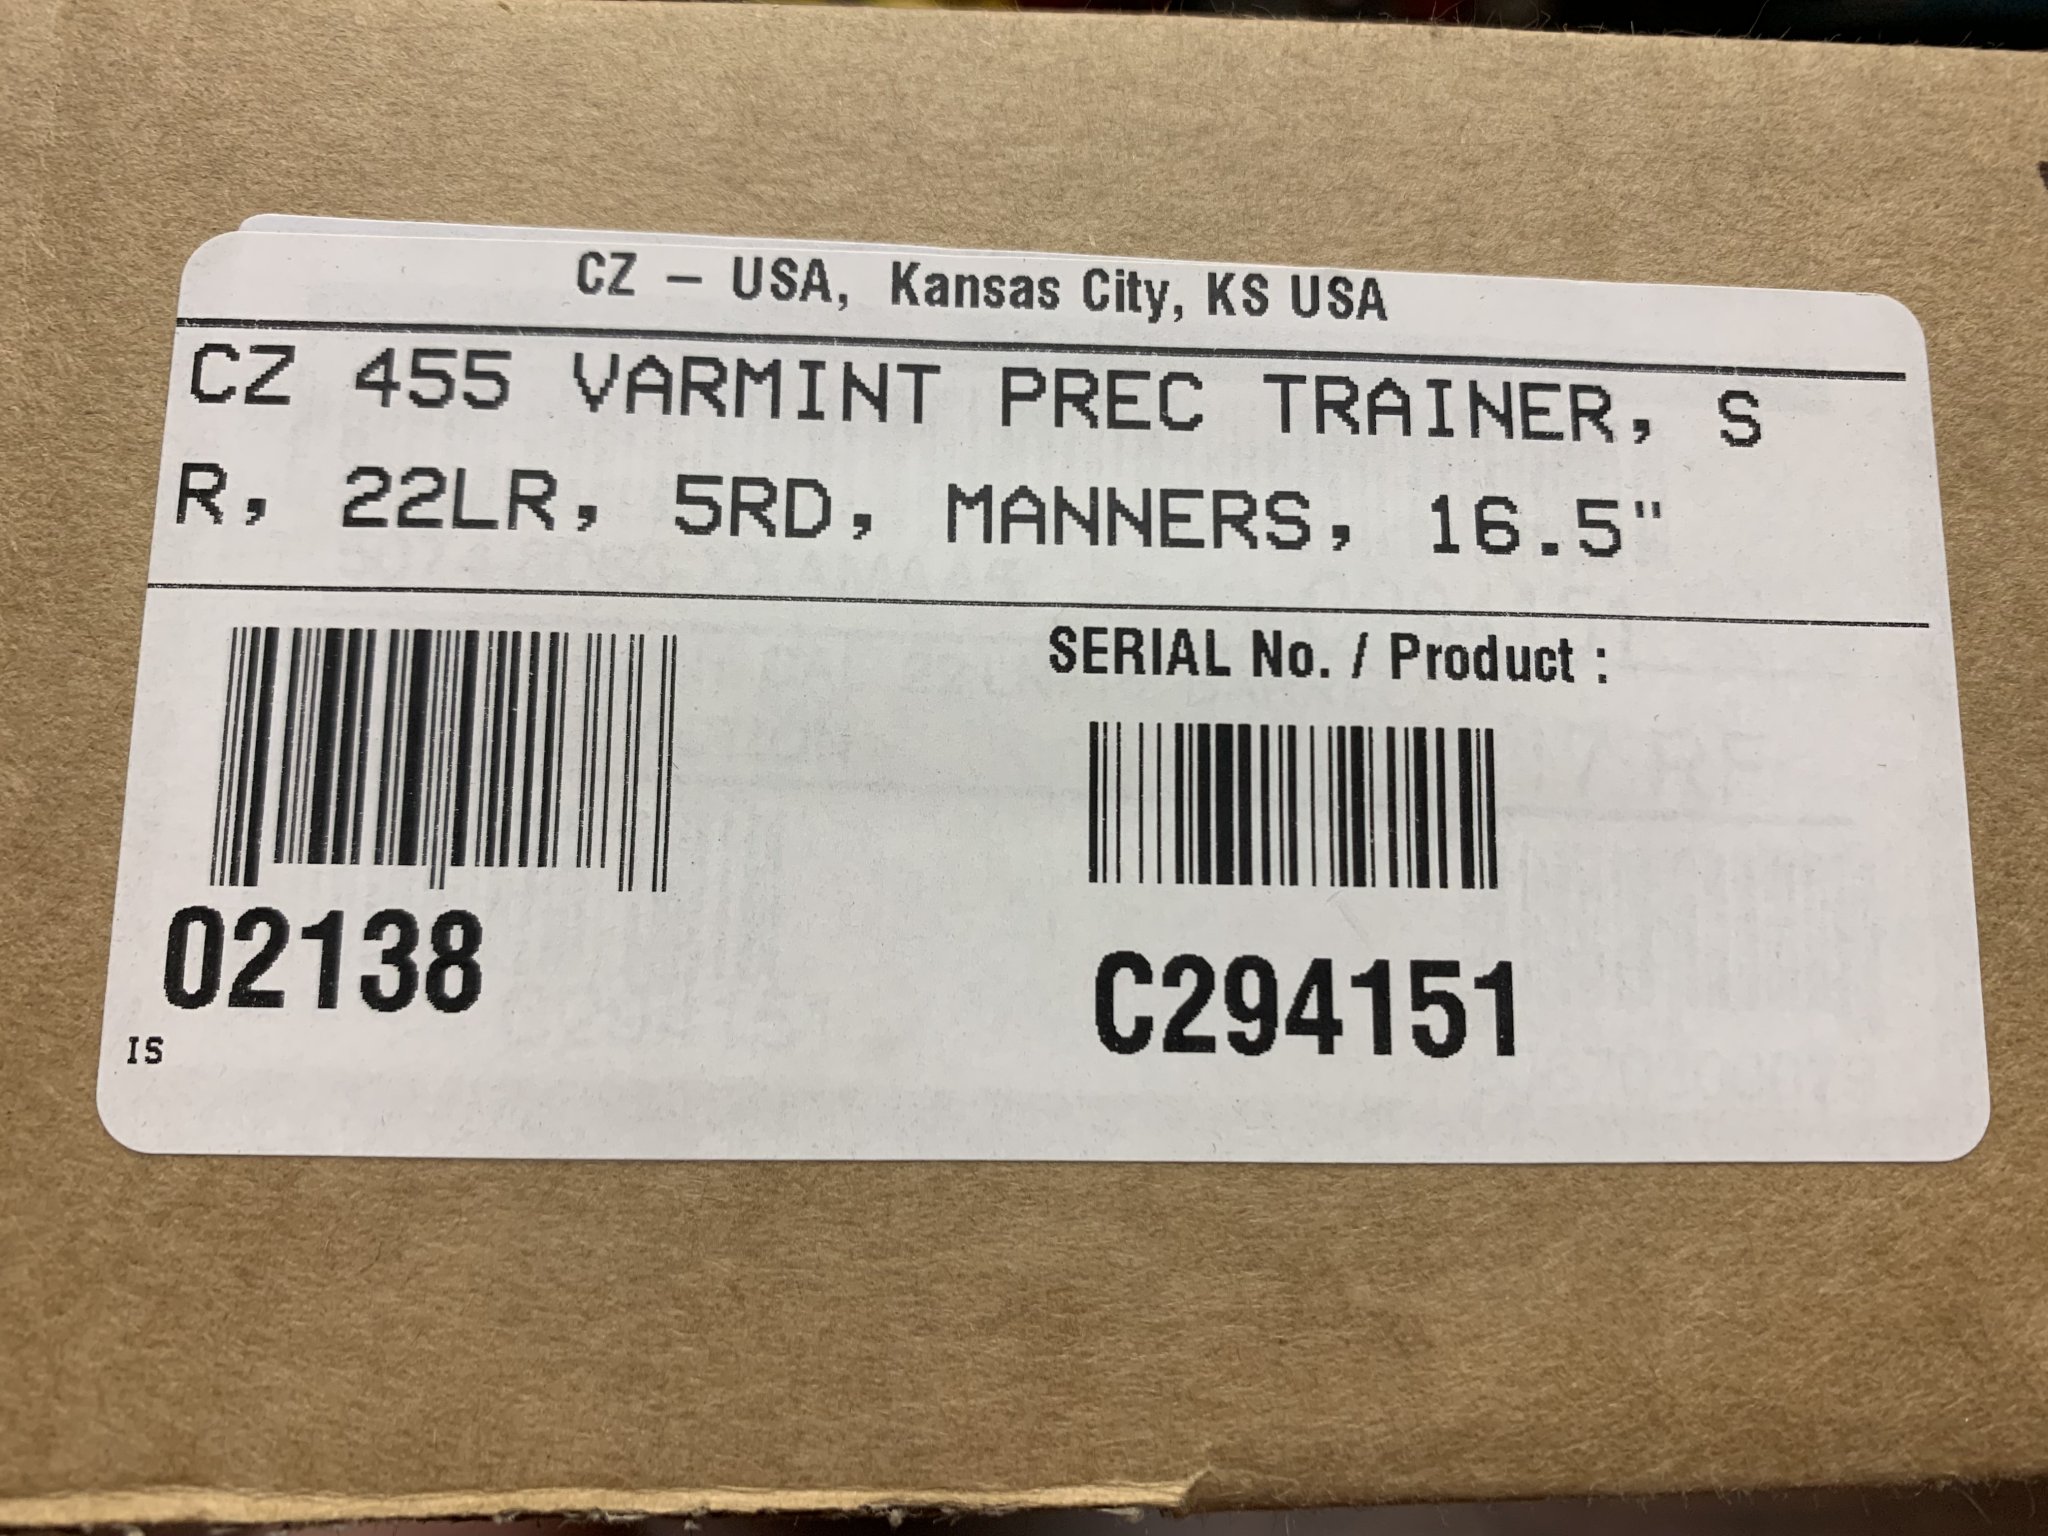 CZ – USA, Kansas City, KS USA
CZ 455 VARMINT PREC TRAINER, S
R, 22LR, 5RD, MANNERS, 16.5"
SERIAL No. / Product :
02138
C294151
IS